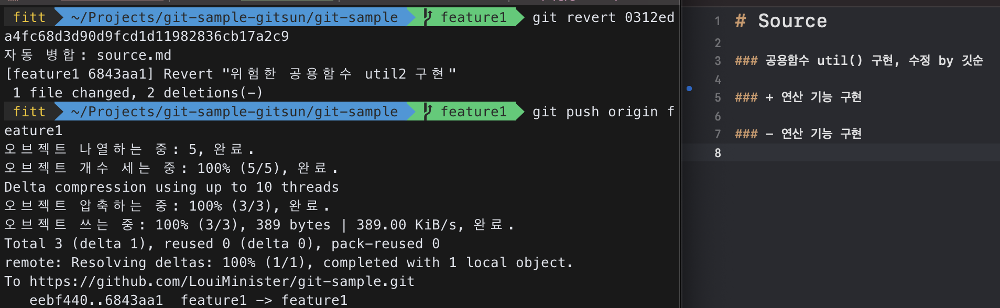 fitt ~/Projects/git-sample-gitsun/git-sample feature1 git revert 0312ed
a4fc68d3d90d9fcd1d11982836cb17a2c9
자동 병합: source.md
[feature1 6843aa1] Revert "위험한 공용함수 util2 구현"
1 file changed, 2 deletions(-)
fitt ~/Projects/git-sample-gitsun/git-sample feature1 git push origin f
eature1
오브젝트 나열하는 중: 5, 완료.
오브젝트 개수 세는 중: 100% (5/5), 완료.
Delta compression using up to 10 threads
오브젝트 압축하는 중: 100% (3/3), 완료.
오브젝트 쓰는 중: 100% (3/3), 389 bytes | 389.00 KiB/s, 완료.
Total 3 (delta 1), reused 0 (delta 0), pack-reused 0
remote: Resolving deltas: 100% (1/1), completed with 1 local object.
To https://github.com/LouiMinister/git-sample.git
eebf440..6843aa1 feature1 -> feature1
1 # Source
2
3 ### 공용함수 util() 구현, 수정 by 깃순
4
5 ### + 연산 기능 구현
6
7 ### - 연산 기능 구현
8